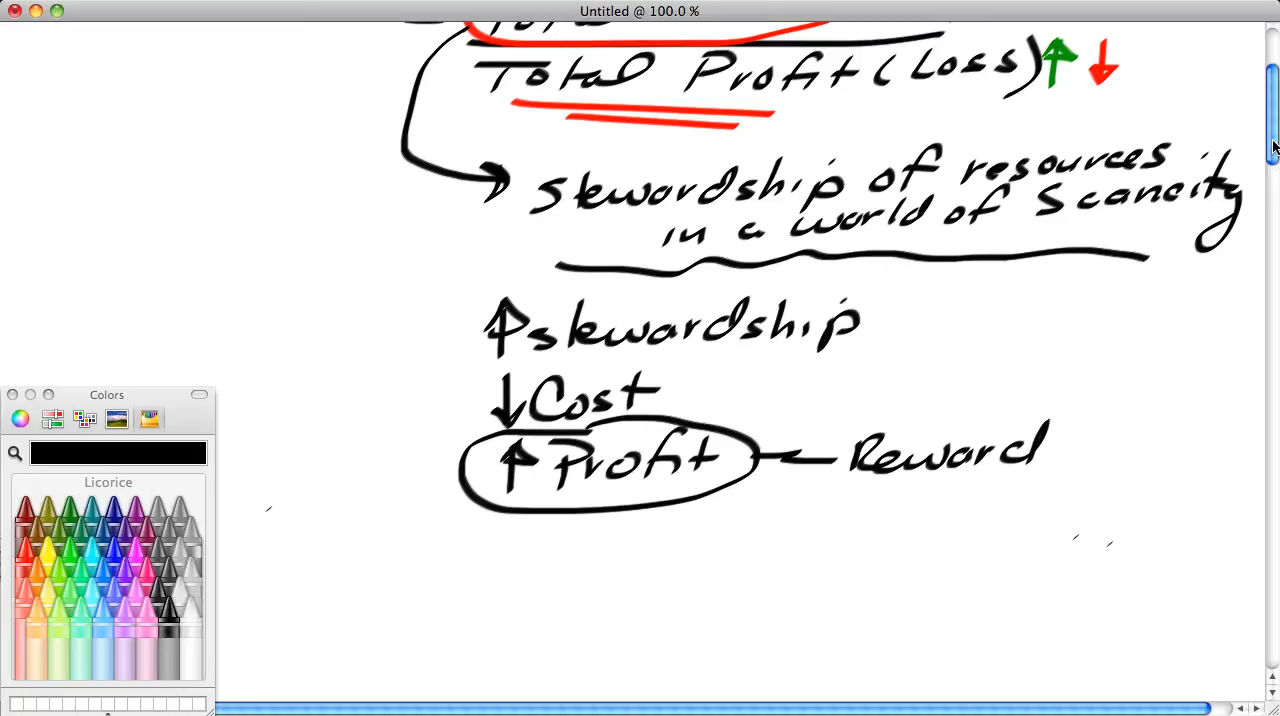 Untitled @ 100.0 %
Total Profit (Loss) ↑ ↓
Stewardship of resources
in a world of Scarcity
↑ stewardship
↓ Cost
↑ Profit ← Reward
Colors
Licorice